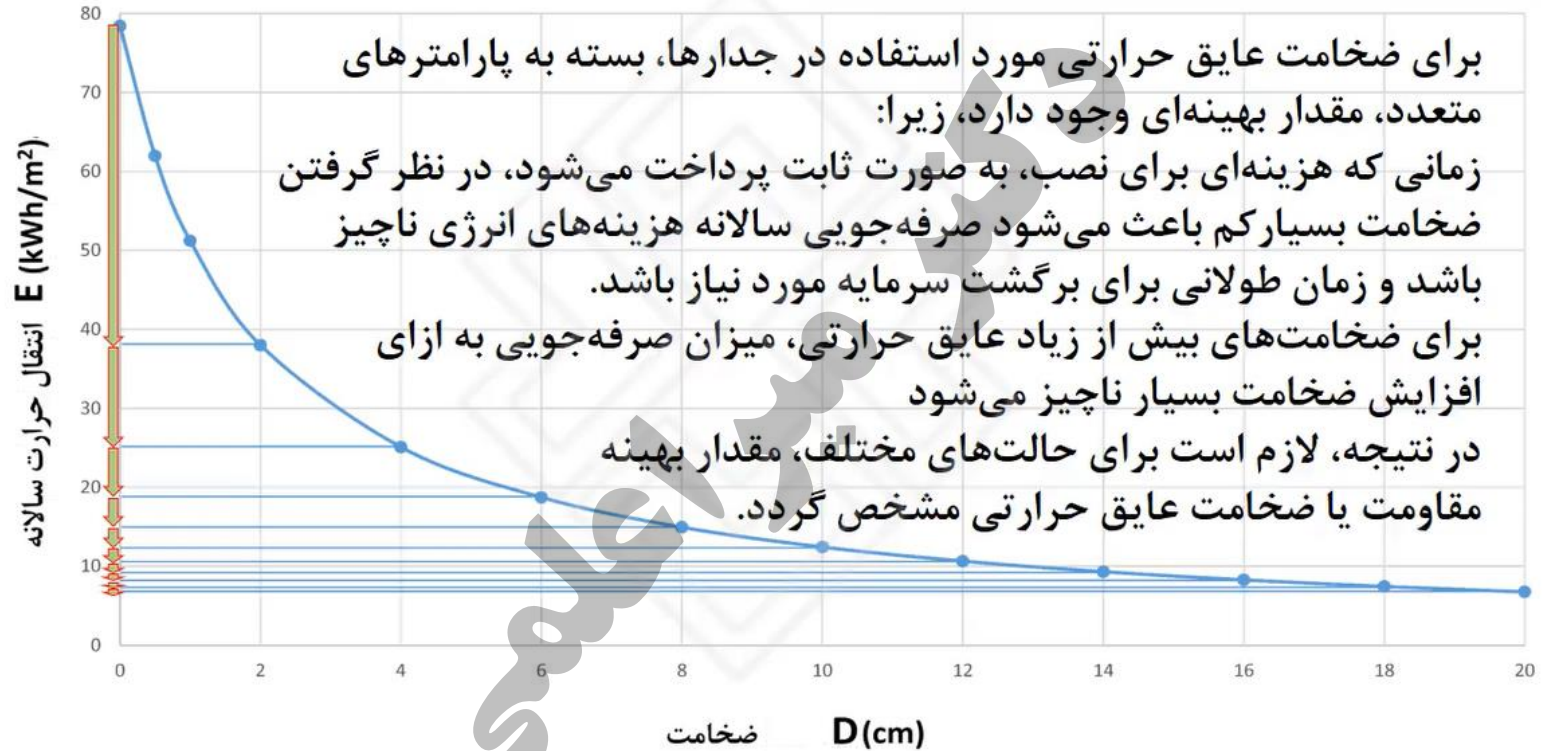 برای ضخامت عایق حرارتی مورد استفاده در جدارها، بسته به پارامترهای
متعدد، مقدار بهینه‌ای وجود دارد، زیرا:
زمانی که هزینه‌ای برای نصب، به صورت ثابت پرداخت می‌شود، در نظر گرفتن
ضخامت بسیارکم باعث می‌شود صرفه‌جویی سالانه هزینه‌های انرژی ناچیز
باشد و زمان طولانی برای برگشت سرمایه مورد نیاز باشد.
برای ضخامت‌های بیش از زیاد عایق حرارتی، میزان صرفه‌جویی به ازای
افزایش ضخامت بسیار ناچیز می‌شود
در نتیجه، لازم است برای حالت‌های مختلف، مقدار بهینه
مقاومت یا ضخامت عایق حرارتی مشخص گردد.
انتقال حرارت سالانه E (kWh/m²)
80
70
60
50
40
30
20
10
0
0 2 4 6 8 10 12 14 16 18 20
ضخامت D(cm)